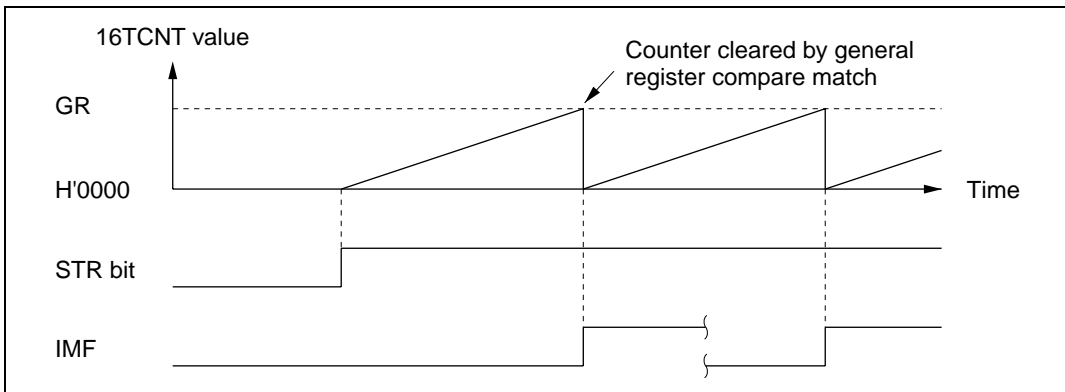 16TCNT value
Counter cleared by general
register compare match
GR
H'0000
Time
STR bit
IMF